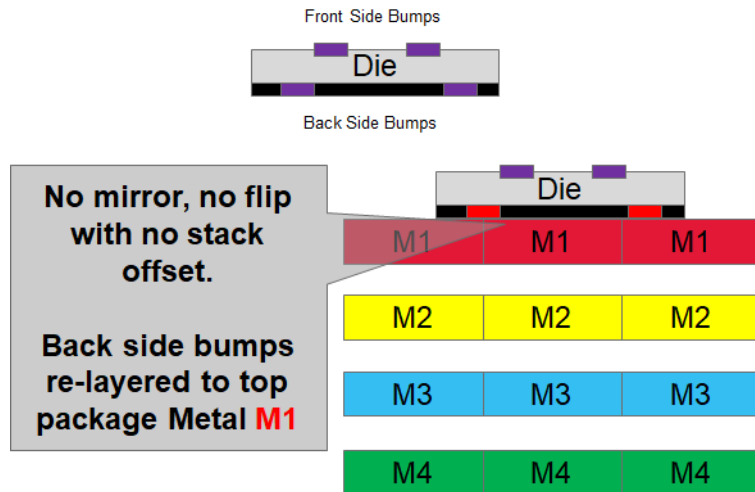 Front Side Bumps
Die
Back Side Bumps
No mirror, no flip
with no stack
offset.
Back side bumps
re-layered to top
package Metal M1
Die
M1 M1 M1
M2 M2 M2
M3 M3 M3
M4 M4 M4